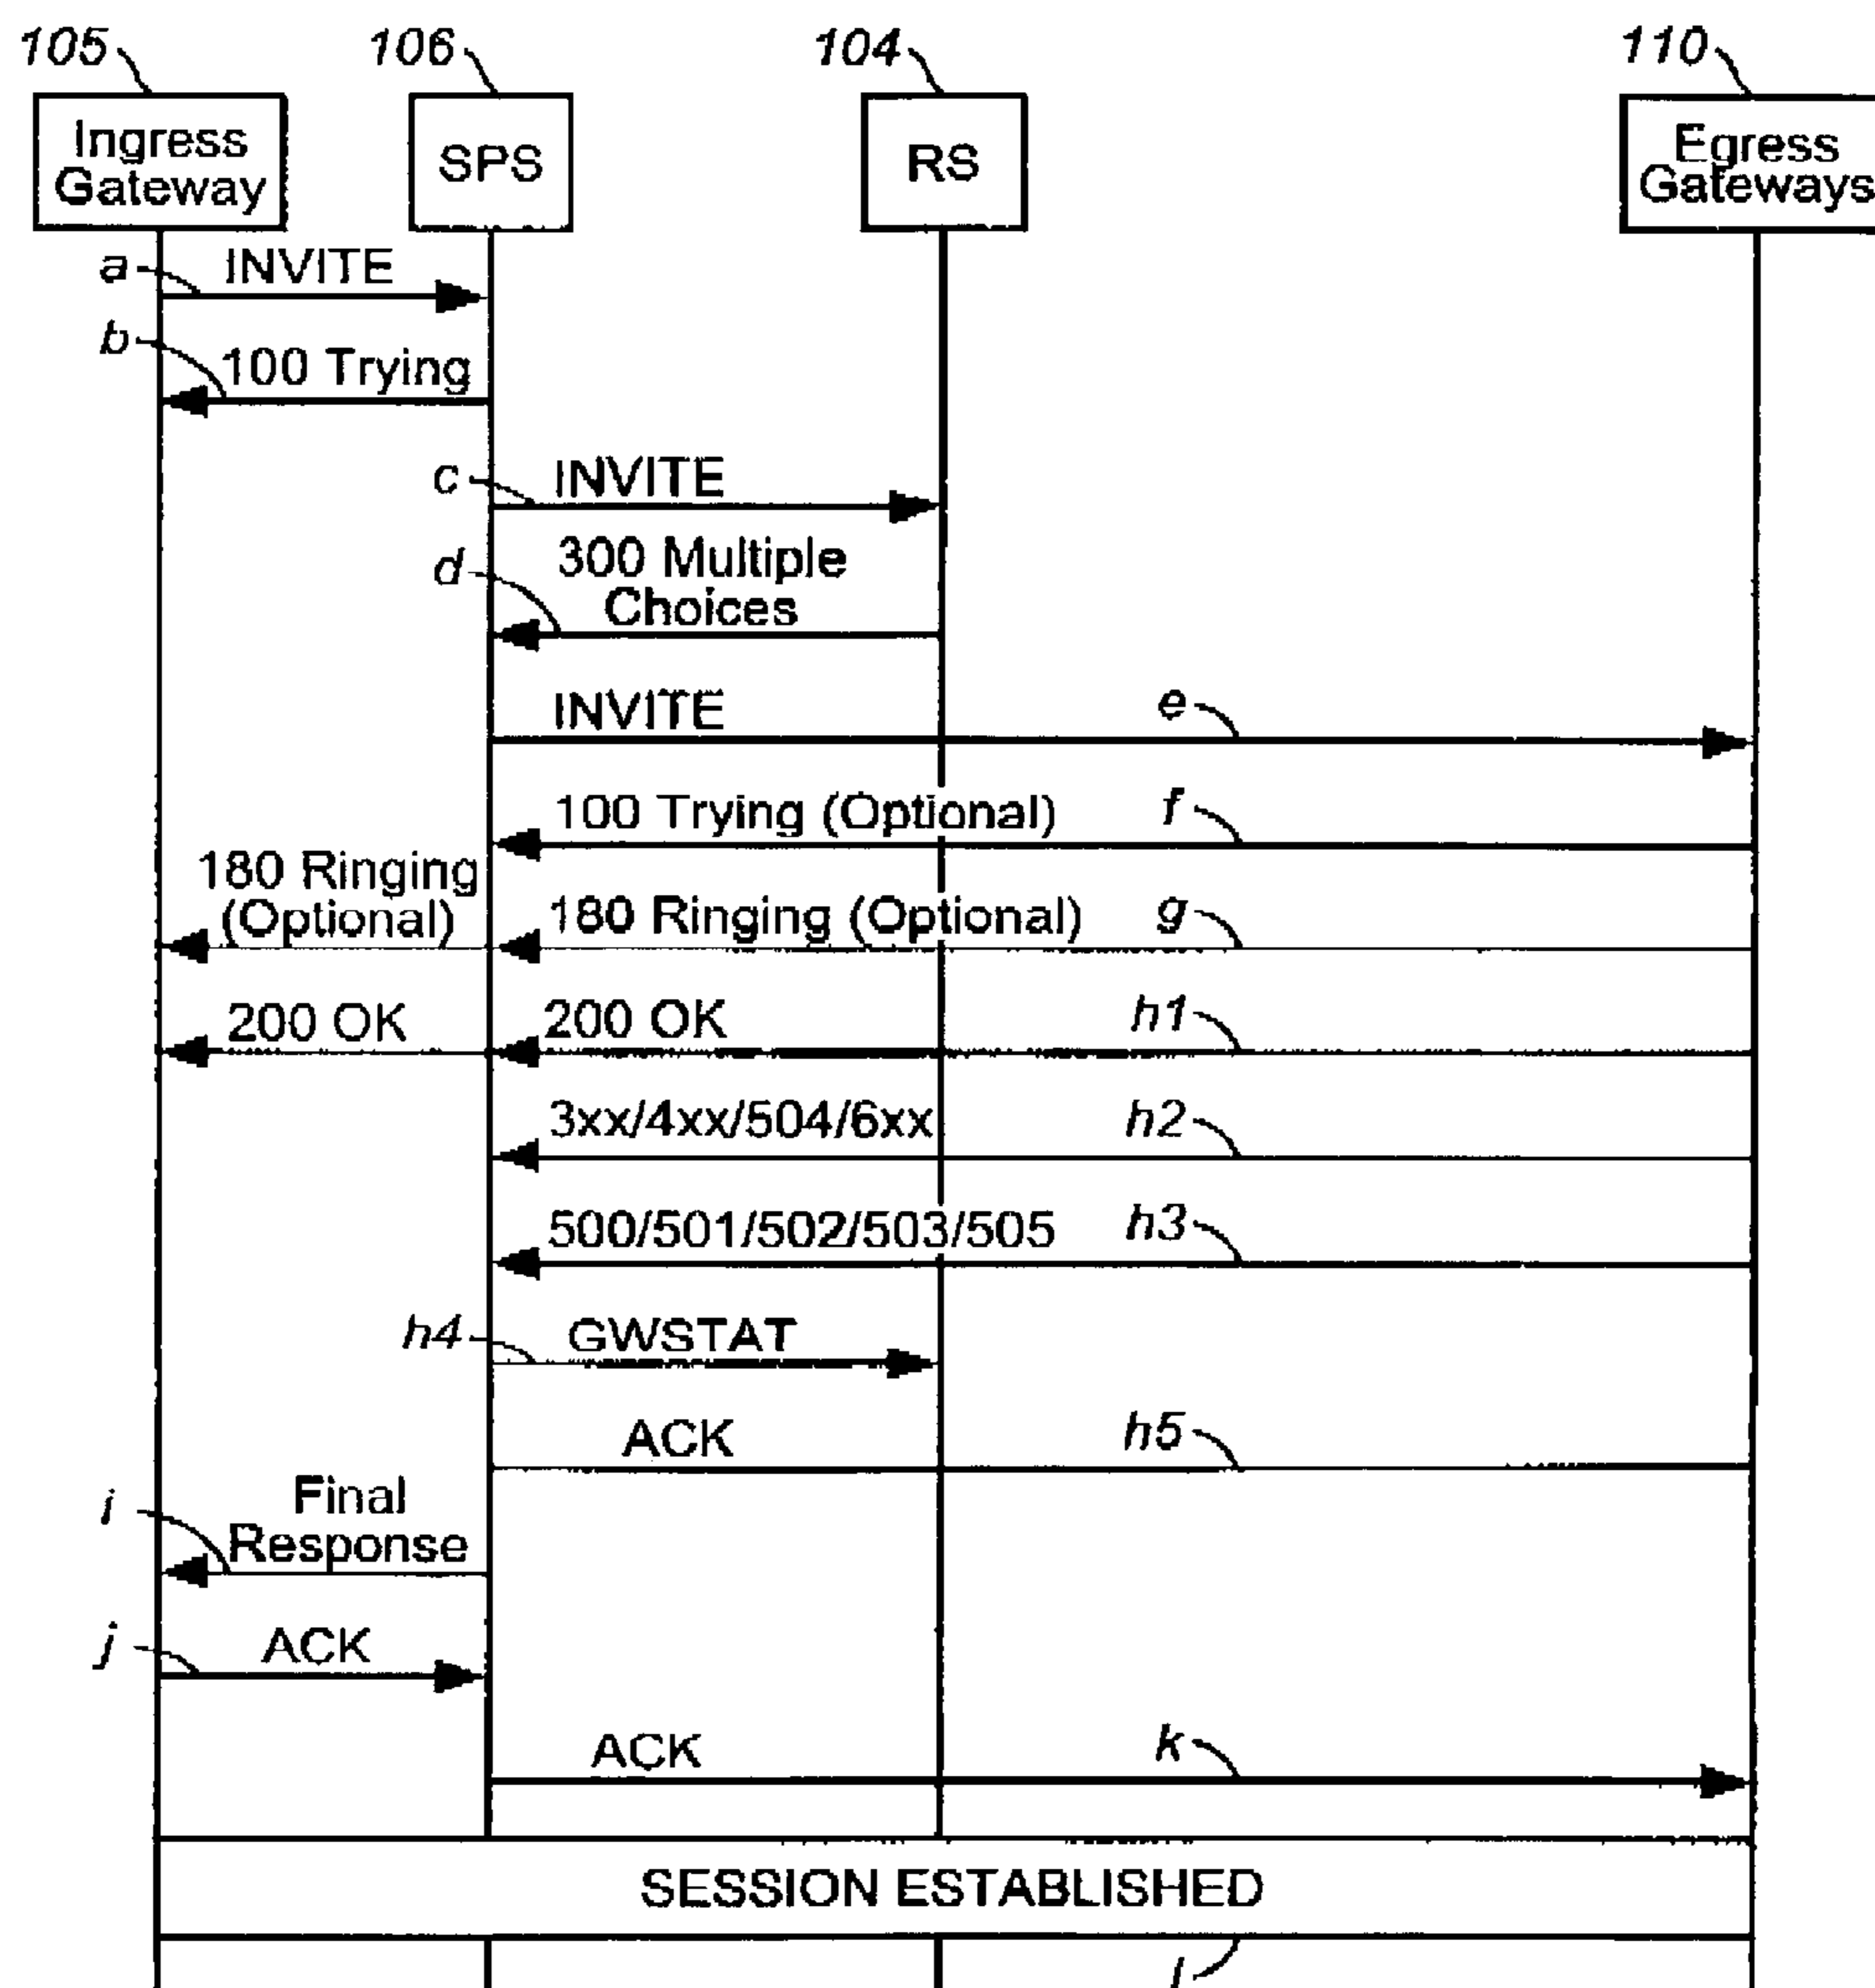 105
106
104
110
Ingress
Gateway
SPS
RS
Egress
Gateways
a
INVITE
b
100 Trying
c
INVITE
d
300 Multiple
Choices
INVITE
e
100 Trying (Optional)
f
180 Ringing
(Optional)
180 Ringing (Optional)
g
200 OK
200 OK
h1
3xx/4xx/504/6xx
h2
500/501/502/503/505
h3
h4
GWSTAT
ACK
h5
i
Final
Response
j
ACK
ACK
k
SESSION ESTABLISHED
l